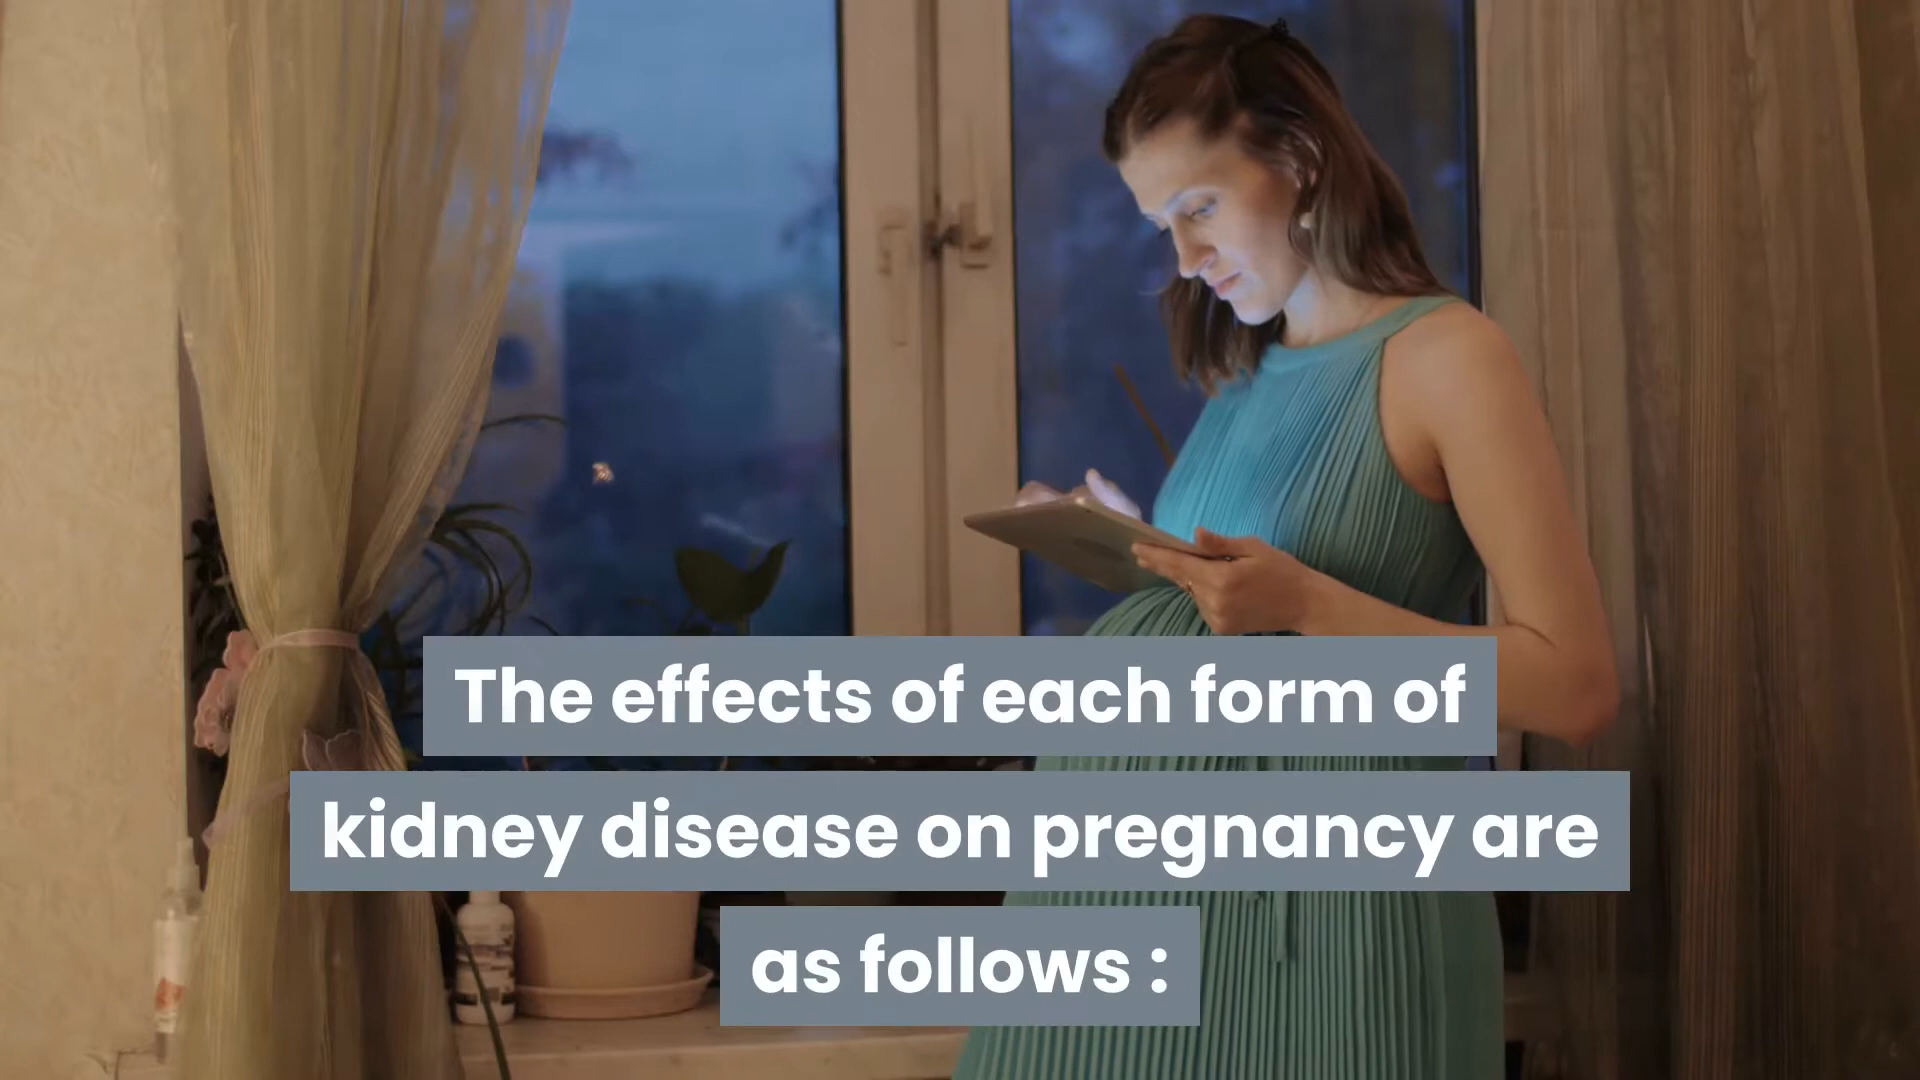 The effects of each form of
kidney disease on pregnancy are
as follows :